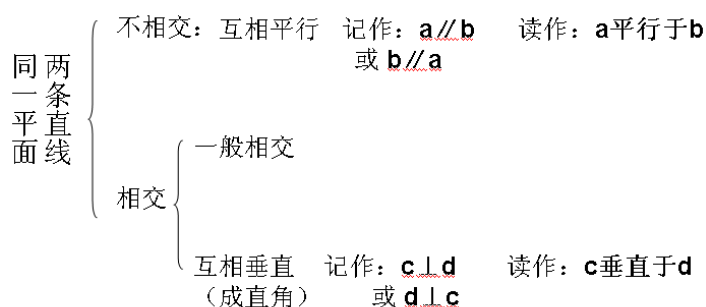 同一平面
两条直线
不相交：互相平行 记作：a∥b 读作：a平行于b
或 b∥a
相交
一般相交
互相垂直 记作：c⊥d 读作：c垂直于d
（成直角） 或 d⊥c